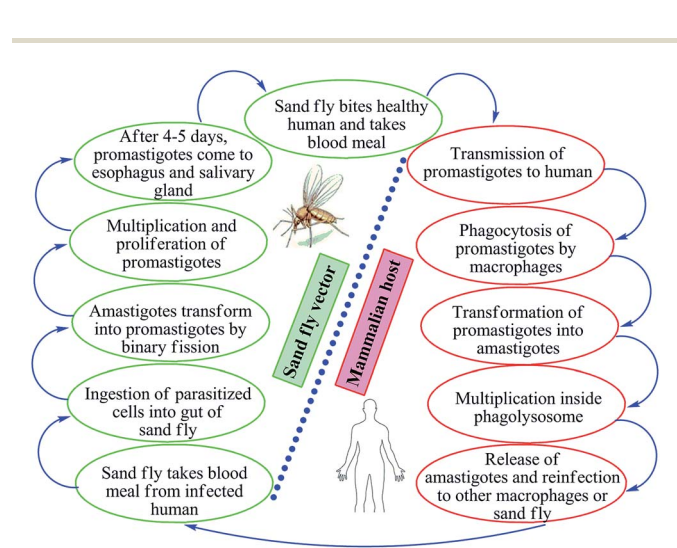 Sand fly bites healthy
human and takes
blood meal
Transmission of
promastigotes to human
Phagocytosis of
promastigotes by
macrophages
Transformation of
promastigotes into
amastigotes
Multiplication inside
phagolysosome
Release of
amastigotes and reinfection
to other macrophages or
sand fly
Sand fly takes blood
meal from infected
human
Ingestion of parasitized
cells into gut of
sand fly
Amastigotes transform
into promastigotes by
binary fission
Multiplication and
proliferation of
promastigotes
After 4-5 days,
promastigotes come to
esophagus and salivary
gland
Sand fly vector
Mammalian host